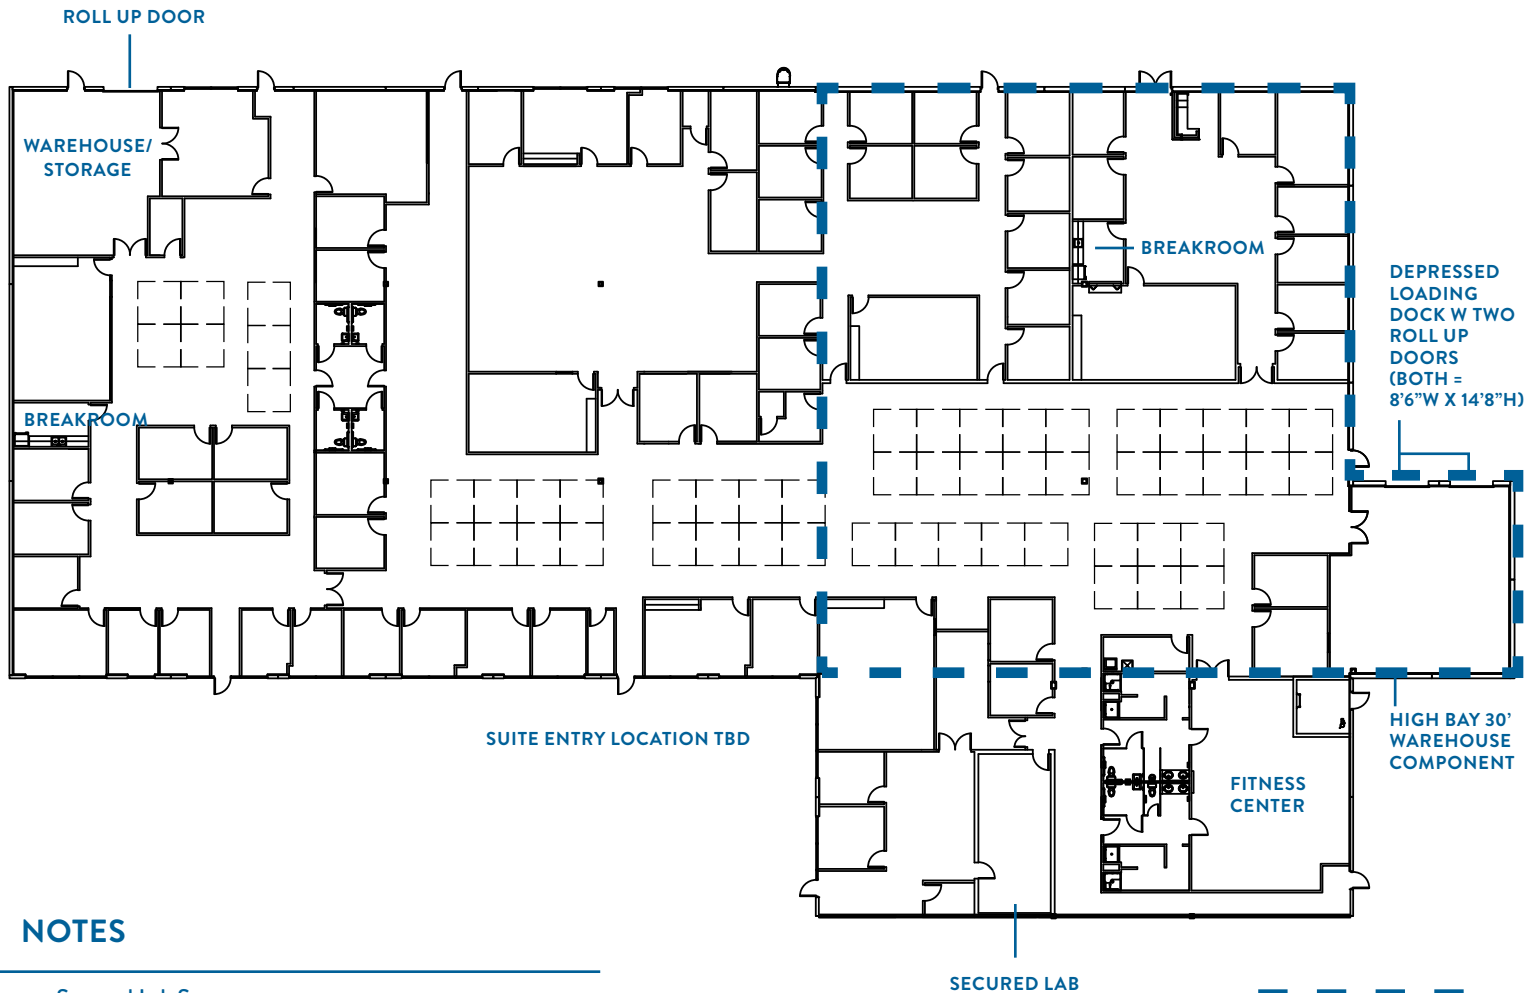 ROLL UP DOOR
WAREHOUSE/
STORAGE
BREAKROOM
BREAKROOM
DEPRESSED
LOADING
DOCK W TWO
ROLL UP
DOORS
(BOTH =
8'6”W X 14'8”H)
SUITE ENTRY LOCATION TBD
HIGH BAY 30’
WAREHOUSE
COMPONENT
FITNESS
CENTER
NOTES
SECURED LAB